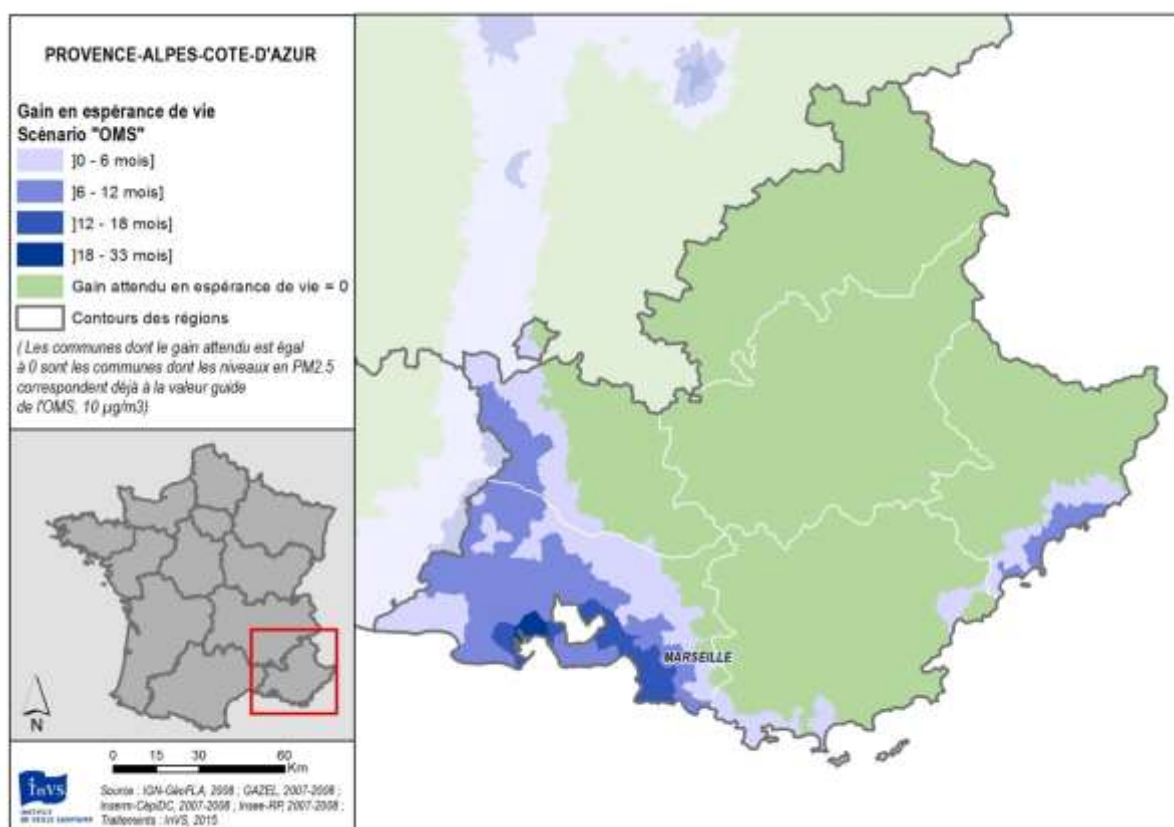 PROVENCE-ALPES-COTE-D'AZUR
Gain en espérance de vie
Scénario "OMS"
]0 - 6 mois]
]6 - 12 mois]
]12 - 18 mois]
]18 - 33 mois]
Gain attendu en espérance de vie = 0
Contours des régions
( Les communes dont le gain attendu est égal
à 0 sont les communes dont les niveaux en PM2.5
correspondent déjà à la valeur guide
de l'OMS, 10 µg/m3)
MARSEILLE
N
0 15 30 60
Km
InVS
INSTITUT
DE VEILLE SANITAIRE
Source : IGN-GéoFLA, 2008 ; GAZEL, 2007-2008 ;
Inserm-CépiDC, 2007-2008 ; Insee-RP, 2007-2008 ;
Traitements : InVS, 2015